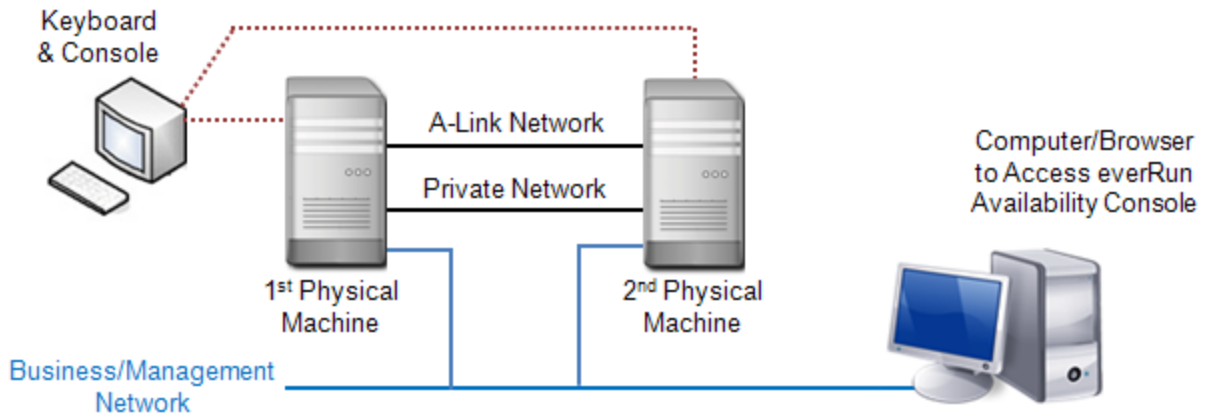 Keyboard
& Console
A-Link Network
Private Network
Computer/Browser
to Access everRun
Availability Console
1st Physical
Machine
2nd Physical
Machine
Business/Management
Network